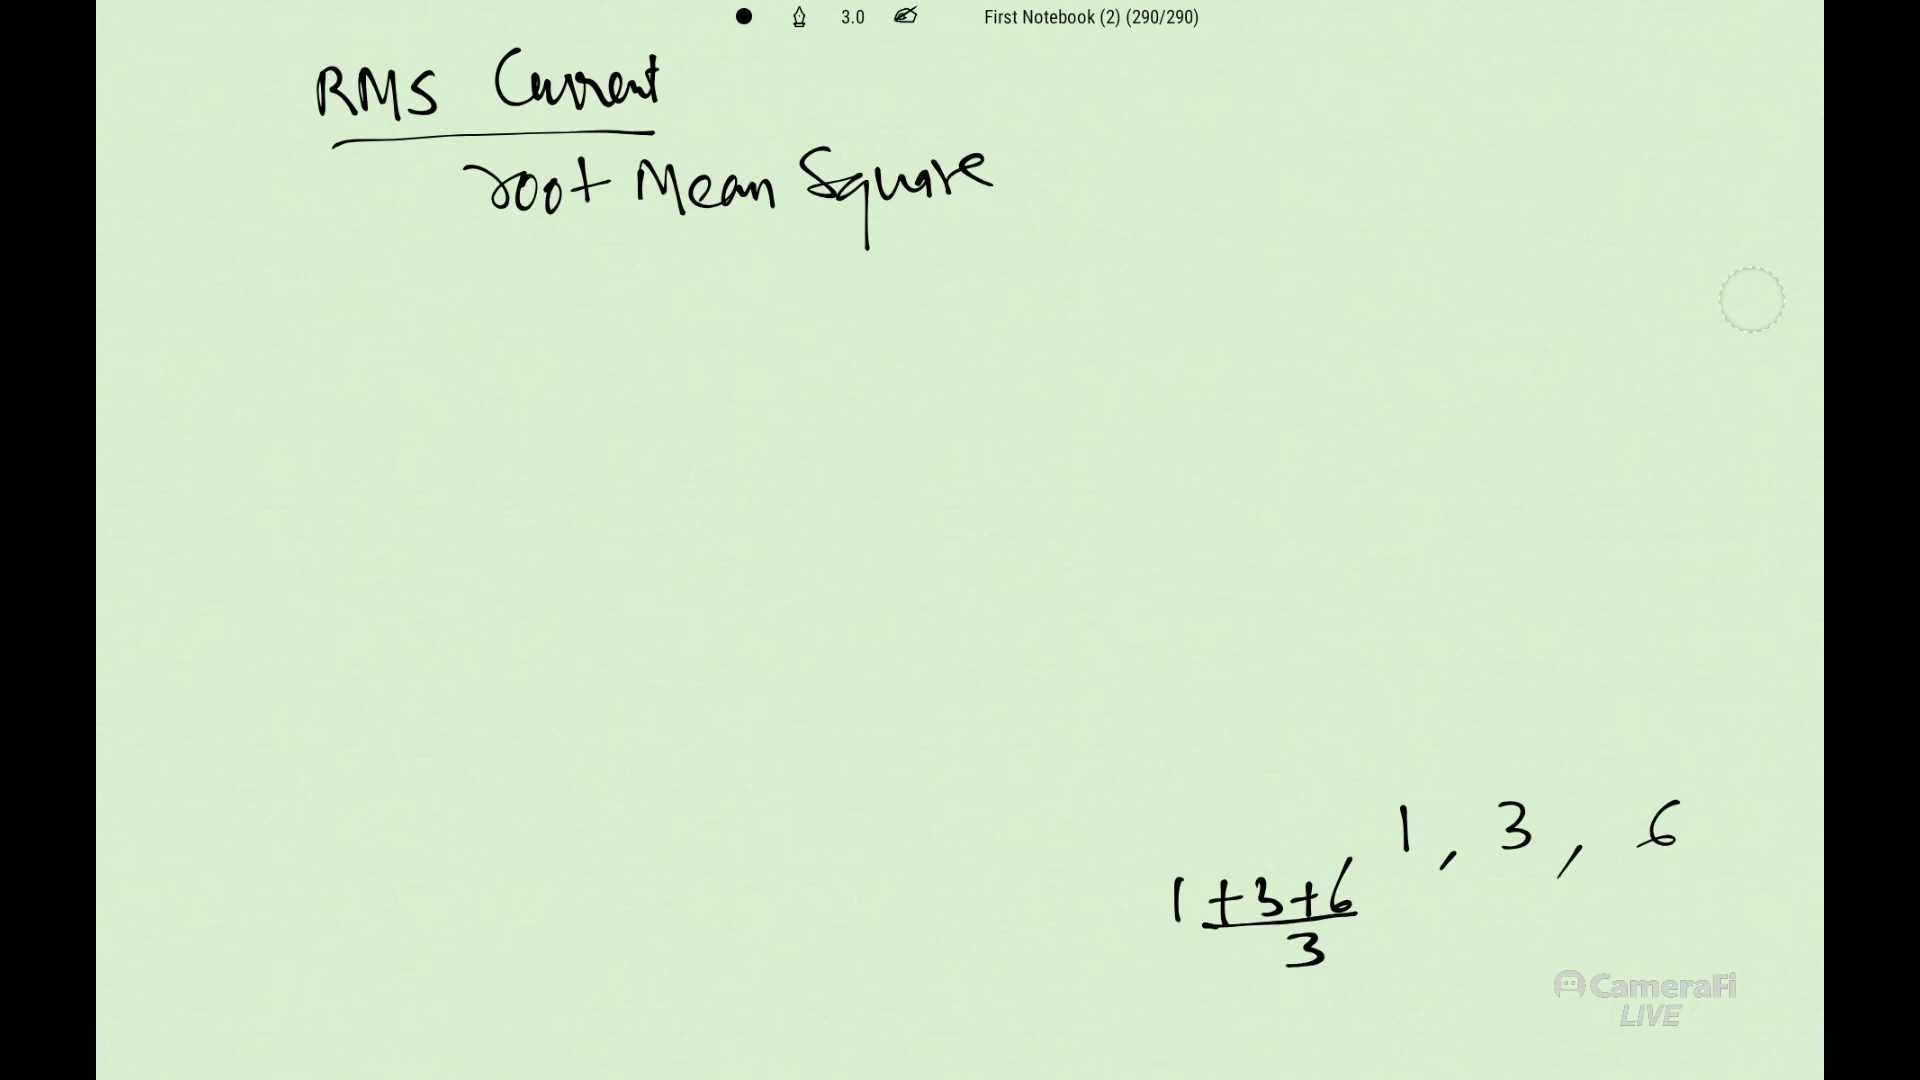 3.0 First Notebook (2) (290/290)
RMS Current
root Mean Square
1, 3, 6
1+3+6
3
CameraFi
LIVE